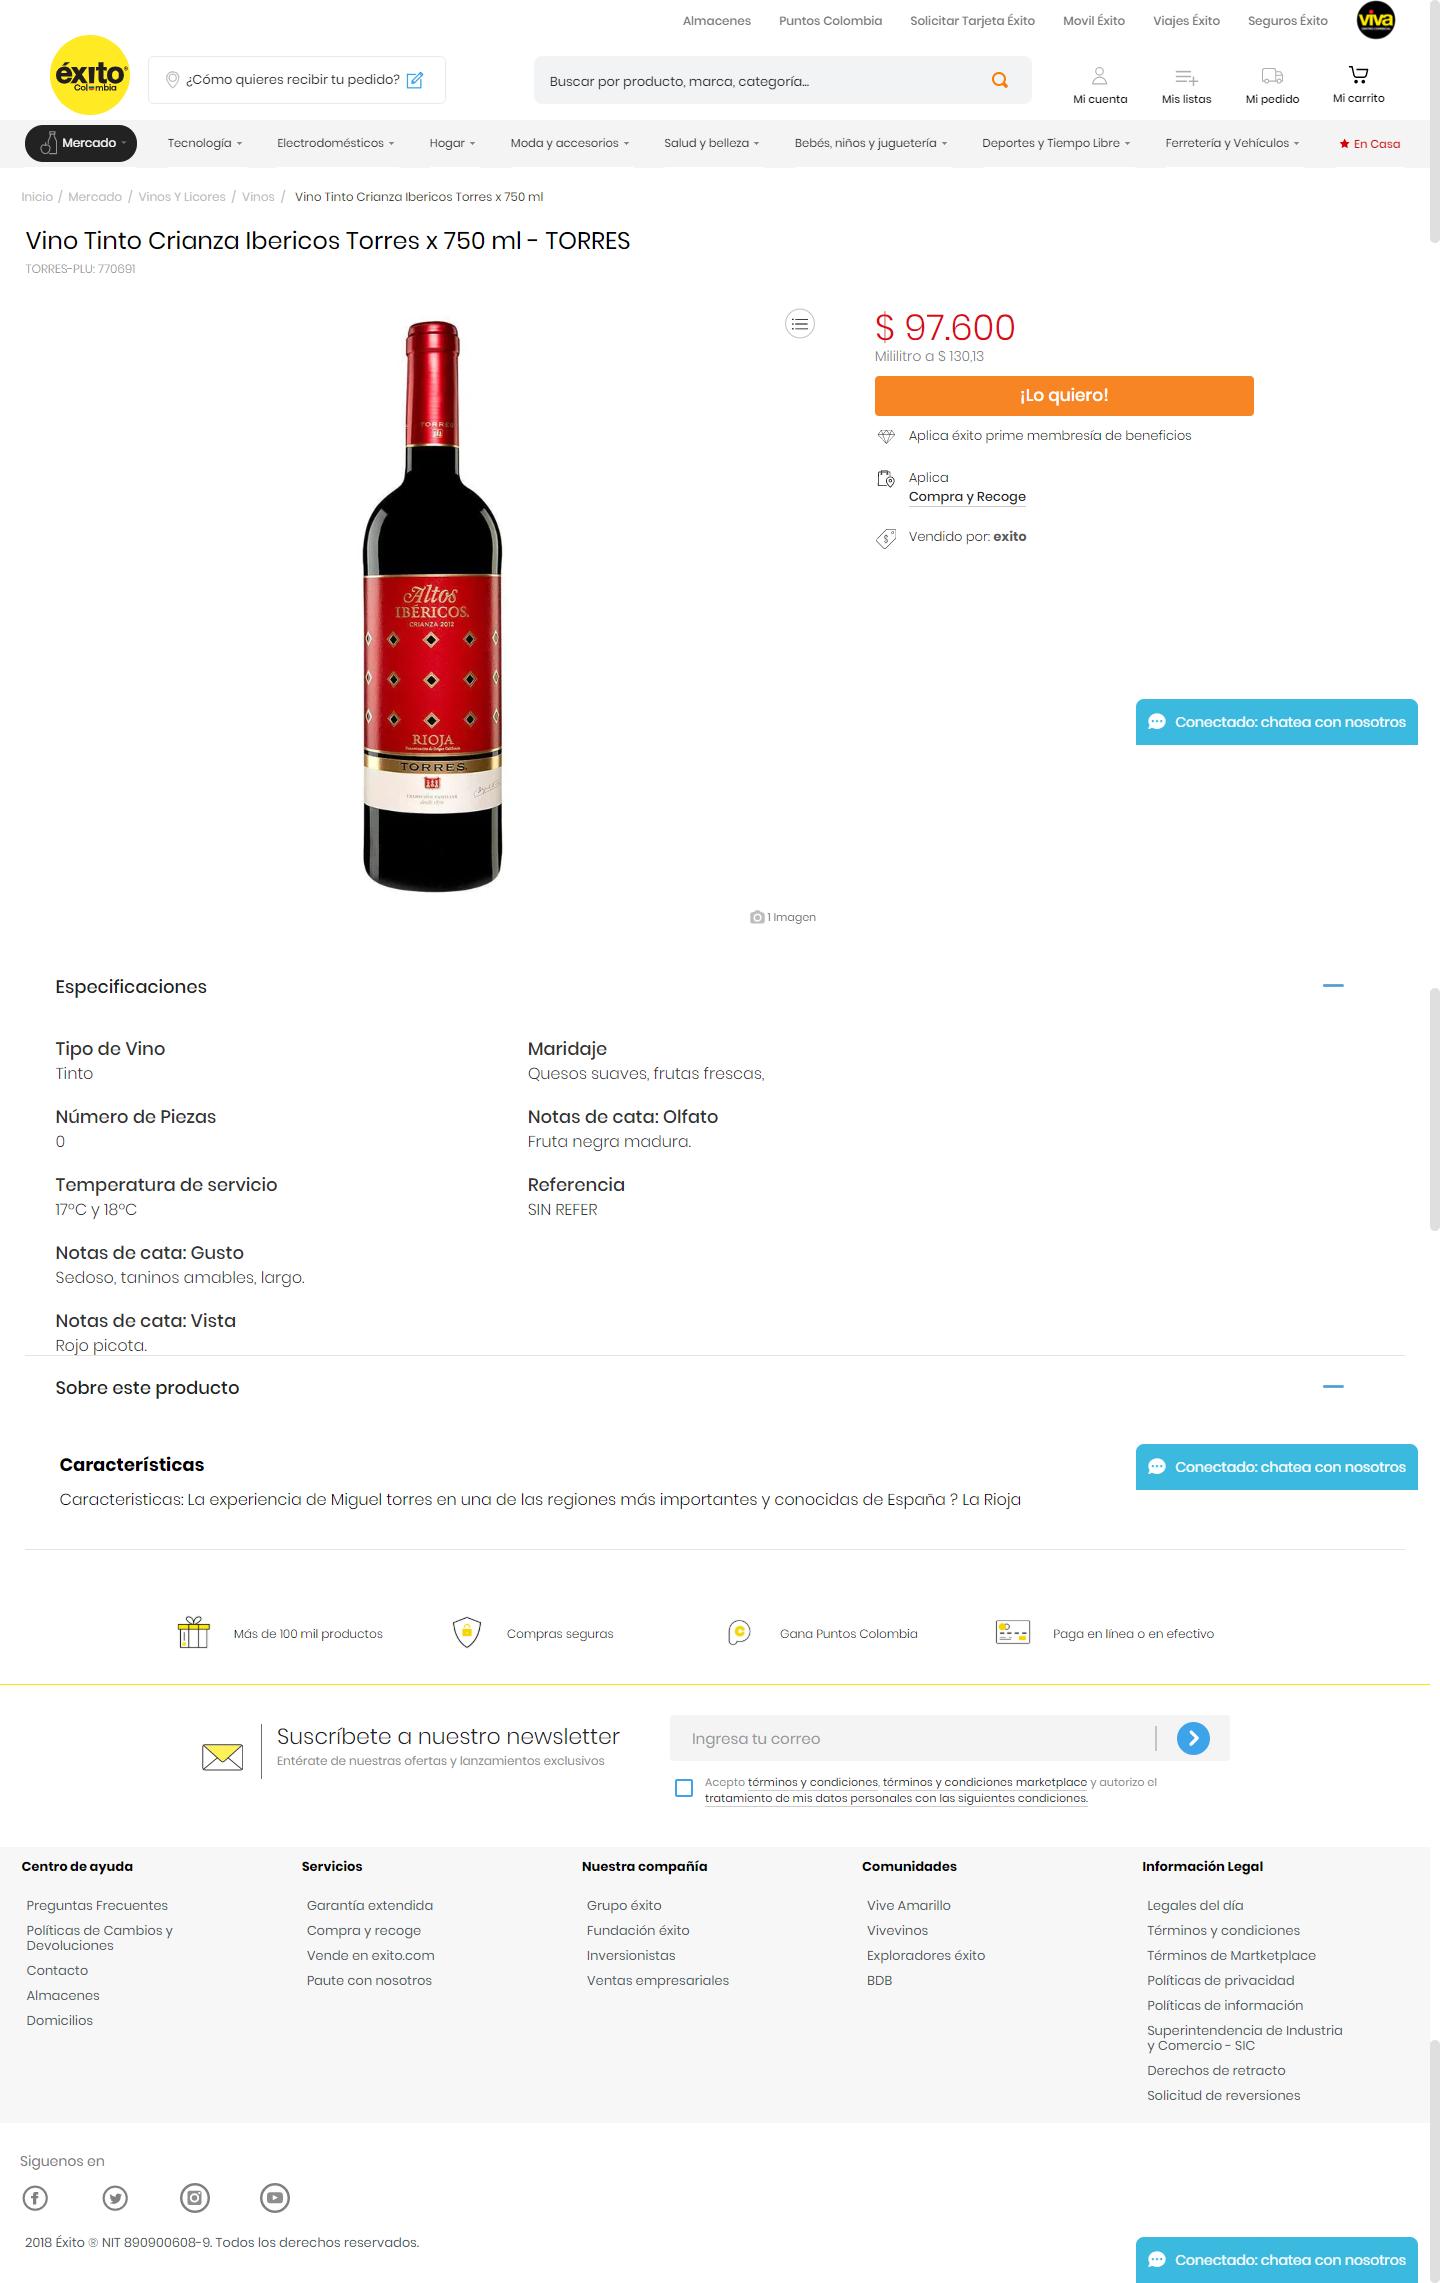 Almacenes Puntos Colombia Solicitar Tarjeta Éxito Movil Éxito Viajes Éxito Seguros Éxito viva
éxito
Colombia
¿Cómo quieres recibir tu pedido?
Buscar por producto, marca, categoría...
Mi cuenta Mis listas Mi pedido Mi carrito
Mercado Tecnología Electrodomésticos Hogar Moda y accesorios Salud y belleza Bebés, niños y juguetería Deportes y Tiempo Libre Ferretería y Vehículos En Casa
Inicio / Mercado / Vinos Y Licores / Vinos / Vino Tinto Crianza Ibericos Torres x 750 ml
Vino Tinto Crianza Ibericos Torres x 750 ml - TORRES
TORRES-PLU: 770691
TORRES
Altos
IBÉRICOS.
CRIANZA 2012
RIOJA
TORRES
$ 97.600
Mililitro a $ 130,13
¡Lo quiero!
Aplica éxito prime membresía de beneficios
Aplica
Compra y Recoge
Vendido por: exito
Conectado: chatea con nosotros
1 Imagen
Especificaciones
Tipo de Vino
Tinto
Número de Piezas
0
Temperatura de servicio
17°C y 18°C
Notas de cata: Gusto
Sedoso, taninos amables, largo.
Notas de cata: Vista
Rojo picota.
Maridaje
Quesos suaves, frutas frescas,
Notas de cata: Olfato
Fruta negra madura.
Referencia
SIN REFER
Sobre este producto
Características
Caracteristicas: La experiencia de Miguel torres en una de las regiones más importantes y conocidas de España ? La Rioja
Conectado: chatea con nosotros
Más de 100 mil productos
Compras seguras
Gana Puntos Colombia
Paga en línea o en efectivo
Suscríbete a nuestro newsletter
Entérate de nuestras ofertas y lanzamientos exclusivos
Ingresa tu correo
Acepto términos y condiciones, términos y condiciones marketplace y autorizo el
tratamiento de mis datos personales con las siguientes condiciones.
Centro de ayuda
Preguntas Frecuentes
Políticas de Cambios y
Devoluciones
Contacto
Almacenes
Domicilios
Servicios
Garantía extendida
Compra y recoge
Vende en exito.com
Paute con nosotros
Nuestra compañía
Grupo éxito
Fundación éxito
Inversionistas
Ventas empresariales
Comunidades
Vive Amarillo
Vivevinos
Exploradores éxito
BDB
Información Legal
Legales del día
Términos y condiciones
Términos de Martketplace
Políticas de privacidad
Políticas de información
Superintendencia de Industria
y Comercio - SIC
Derechos de retracto
Solicitud de reversiones
Siguenos en
2018 Éxito ® NIT 890900608-9. Todos los derechos reservados.
Conectado: chatea con nosotros